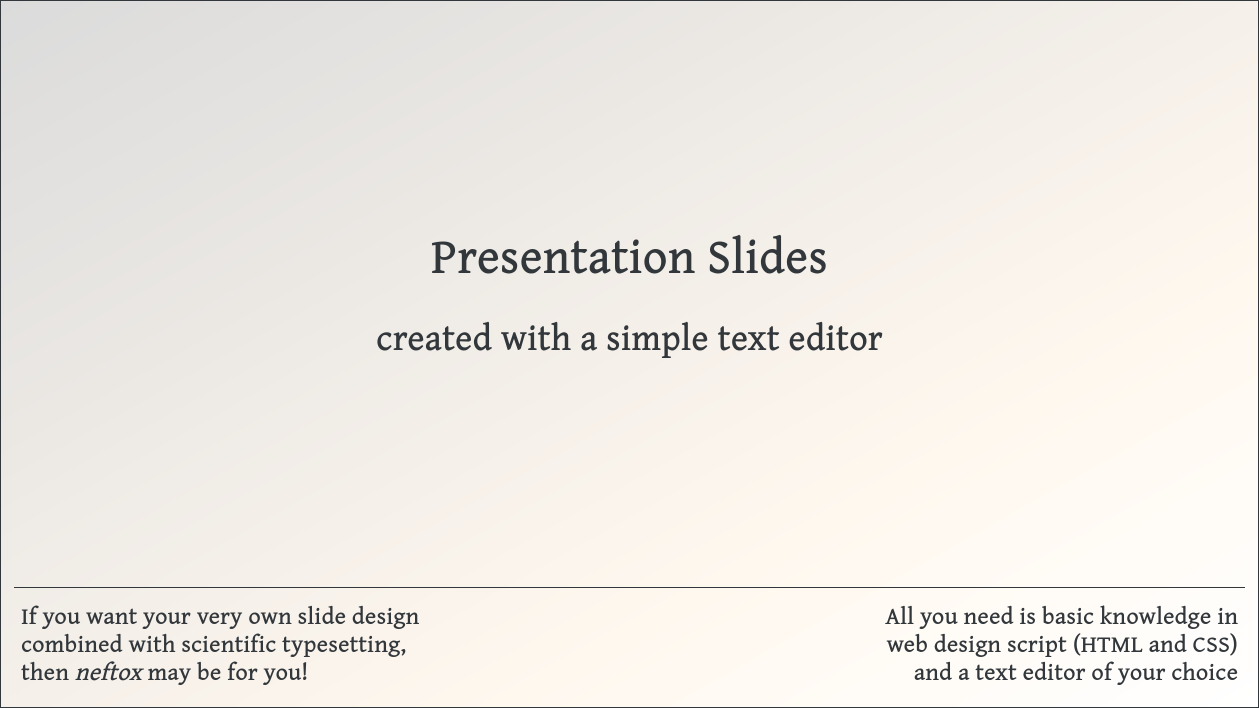 Presentation Slides
created with a simple text editor
If you want your very own slide design
combined with scientific typesetting,
then neftox may be for you!
All you need is basic knowledge in
web design script (HTML and CSS)
and a text editor of your choice